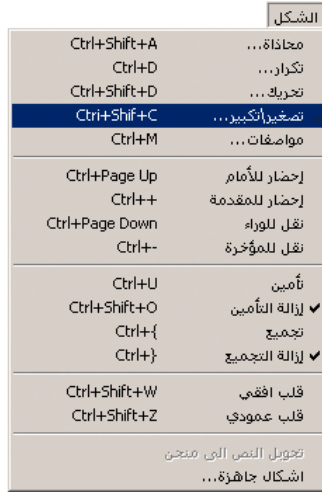 الشكل
محاذاة... Ctrl+Shift+A
تكرار... Ctrl+D
تحريك... Ctrl+Shift+D
تصغير\تكبير... Ctri+Shif+C
مواصفات... Ctrl+M
إحضار للأمام Ctrl+Page Up
إحضار للمقدمة Ctrl++
نقل للوراء Ctrl+Page Down
نقل للمؤخرة Ctrl+-
تأمين Ctrl+U
✓ إزالة التأمين Ctrl+Shift+O
تجميع Ctrl+{
✓ إزالة التجميع Ctrl+}
قلب افقي Ctrl+Shift+W
قلب عمودي Ctrl+Shift+Z
تحويل النص الى منحن
اشكال جاهزة...